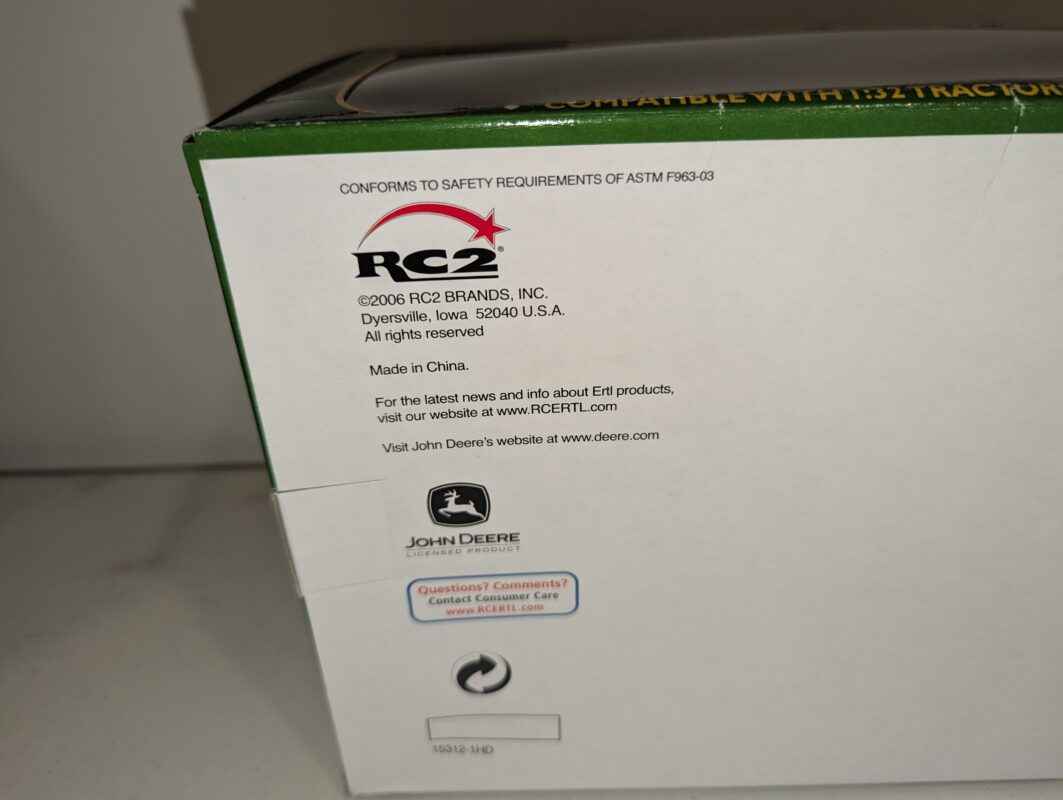 COMPATIBLE WITH 1:32 TRACTOR
CONFORMS TO SAFETY REQUIREMENTS OF ASTM F963-03
RC2®
©2006 RC2 BRANDS, INC.
Dyersville, Iowa 52040 U.S.A.
All rights reserved
Made in China.
For the latest news and info about Ertl products,
visit our website at www.RCERTL.com
Visit John Deere's website at www.deere.com
JOHN DEERE
LICENSED PRODUCT
Questions? Comments?
Contact Consumer Care
www.RCERTL.com
15312-1HD